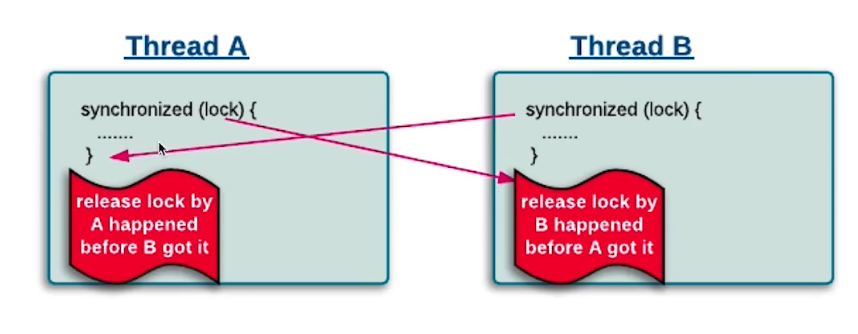 Thread A
synchronized (lock) {
.......
}
release lock by
A happened
before B got it
Thread B
synchronized (lock) {
.......
}
release lock by
B happened
before A got it